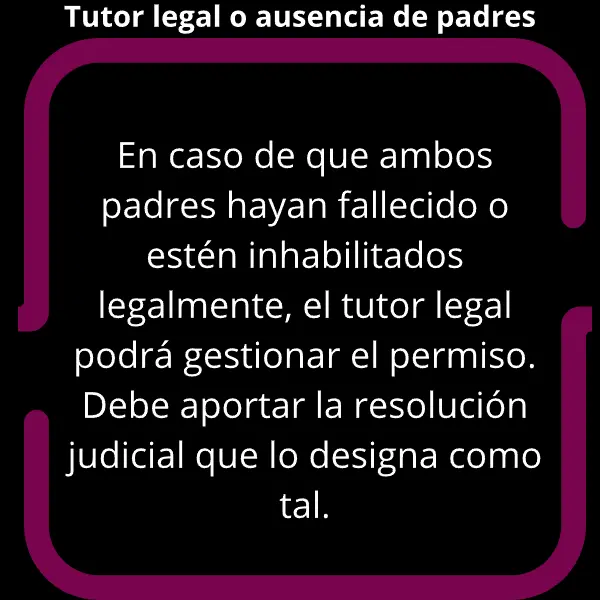 Tutor legal o ausencia de padres
En caso de que ambos
padres hayan fallecido o
estén inhabilitados
legalmente, el tutor legal
podrá gestionar el permiso.
Debe aportar la resolución
judicial que lo designa como
tal.